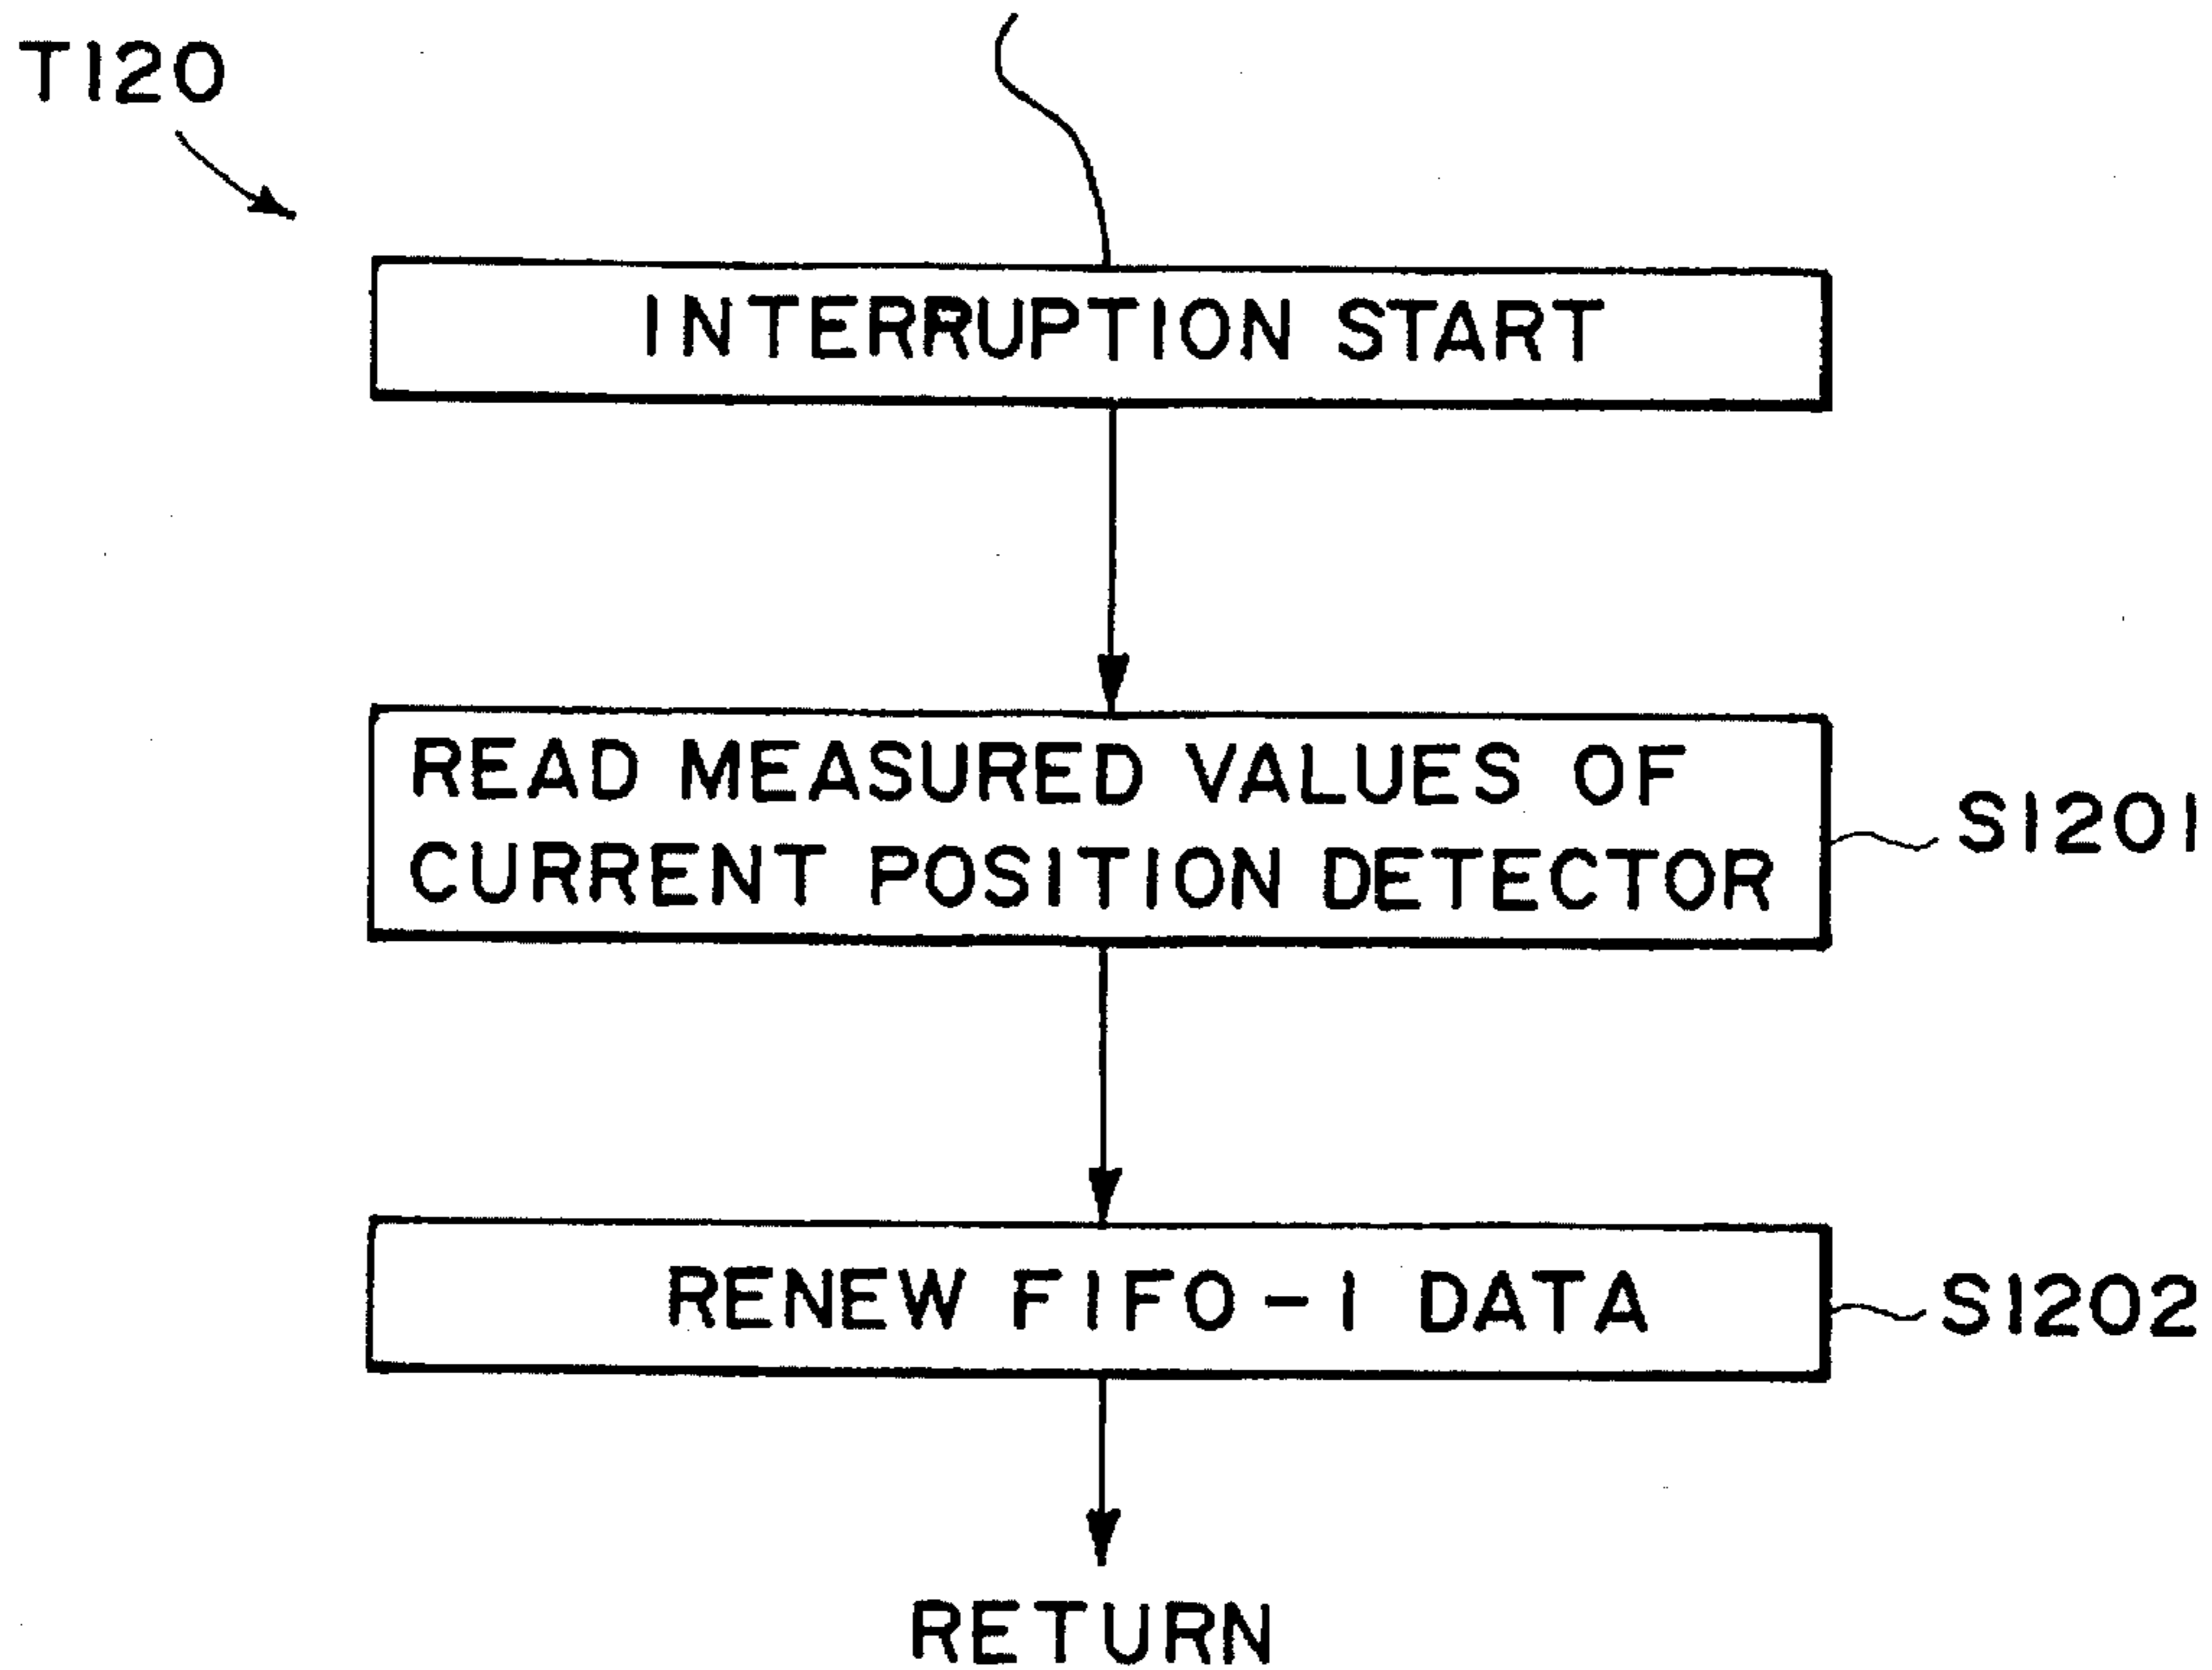 T120
INTERRUPTION START
READ MEASURED VALUES OF
CURRENT POSITION DETECTOR
S1201
RENEW FIFO-1 DATA
S1202
RETURN